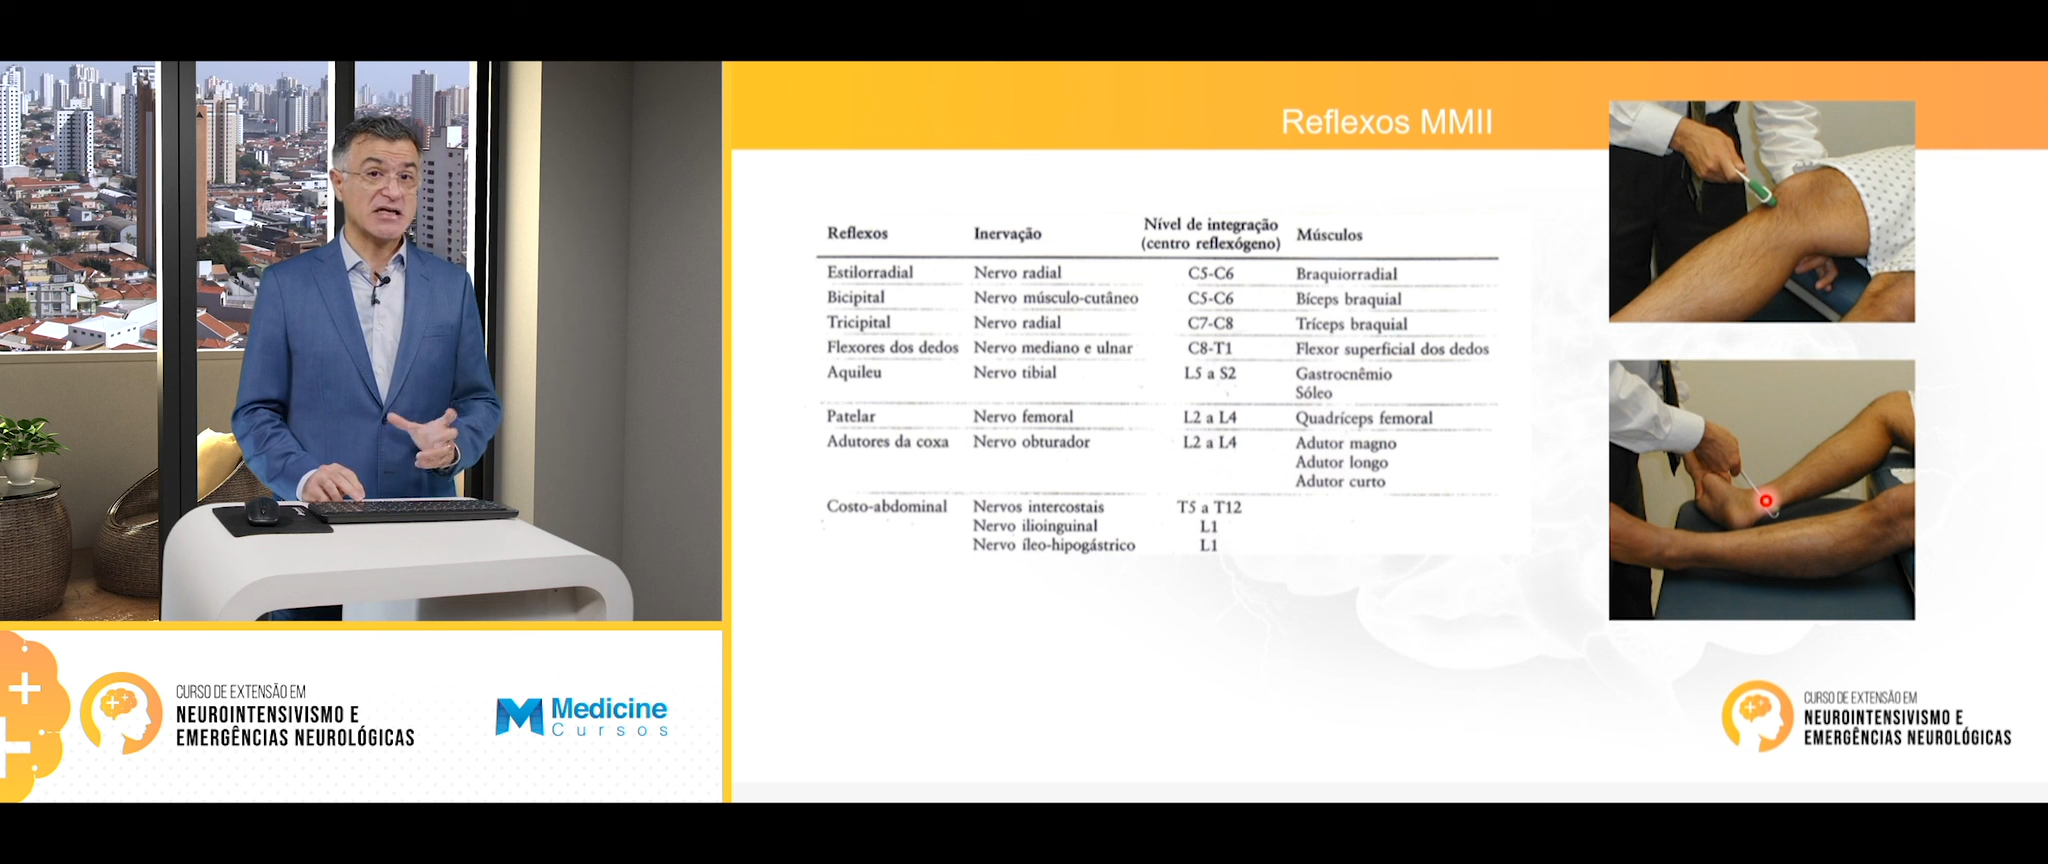 Reflexos MMII
Reflexos Inervação Nível de integração (centro reflexógeno) Músculos
Estilorradial Nervo radial C5-C6 Braquiorradial
Bicipital Nervo músculo-cutâneo C5-C6 Bíceps braquial
Tricipital Nervo radial C7-C8 Tríceps braquial
Flexores dos dedos Nervo mediano e ulnar C8-T1 Flexor superficial dos dedos
Aquileu Nervo tibial L5 a S2 Gastrocnêmio
Sóleo
Patelar Nervo femoral L2 a L4 Quadríceps femoral
Adutores da coxa Nervo obturador L2 a L4 Adutor magno
Adutor longo
Adutor curto
Costo-abdominal Nervos intercostais T5 a T12
Nervo ilioinguinal L1
Nervo íleo-hipogástrico L1
CURSO DE EXTENSÃO EM
NEUROINTENSIVISMO E
EMERGÊNCIAS NEUROLÓGICAS
Medicine
Cursos
CURSO DE EXTENSÃO EM
NEUROINTENSIVISMO E
EMERGÊNCIAS NEUROLÓGICAS